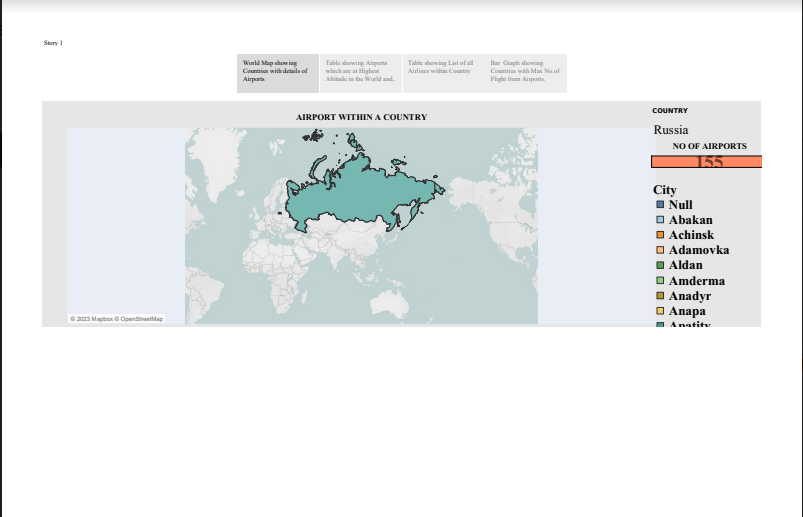 Story 1
World Map showing
Countries with details of
Airports
Table showing Airports
which are at Highest
Altitude in the World and..
Table showing List of all
Airlines within Country
Bar Graph showing
Countries with Max No.of
Flight from Airports.
AIRPORT WITHIN A COUNTRY
© 2023 Mapbox © OpenStreetMap
COUNTRY
Russia
NO OF AIRPORTS
155
City
Null
Abakan
Achinsk
Adamovka
Aldan
Amderma
Anadyr
Anapa
Apatity